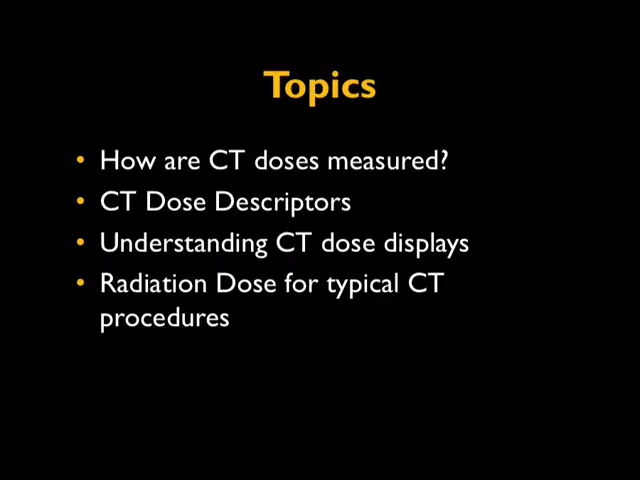 Topics
• How are CT doses measured?
• CT Dose Descriptors
• Understanding CT dose displays
• Radiation Dose for typical CT
procedures